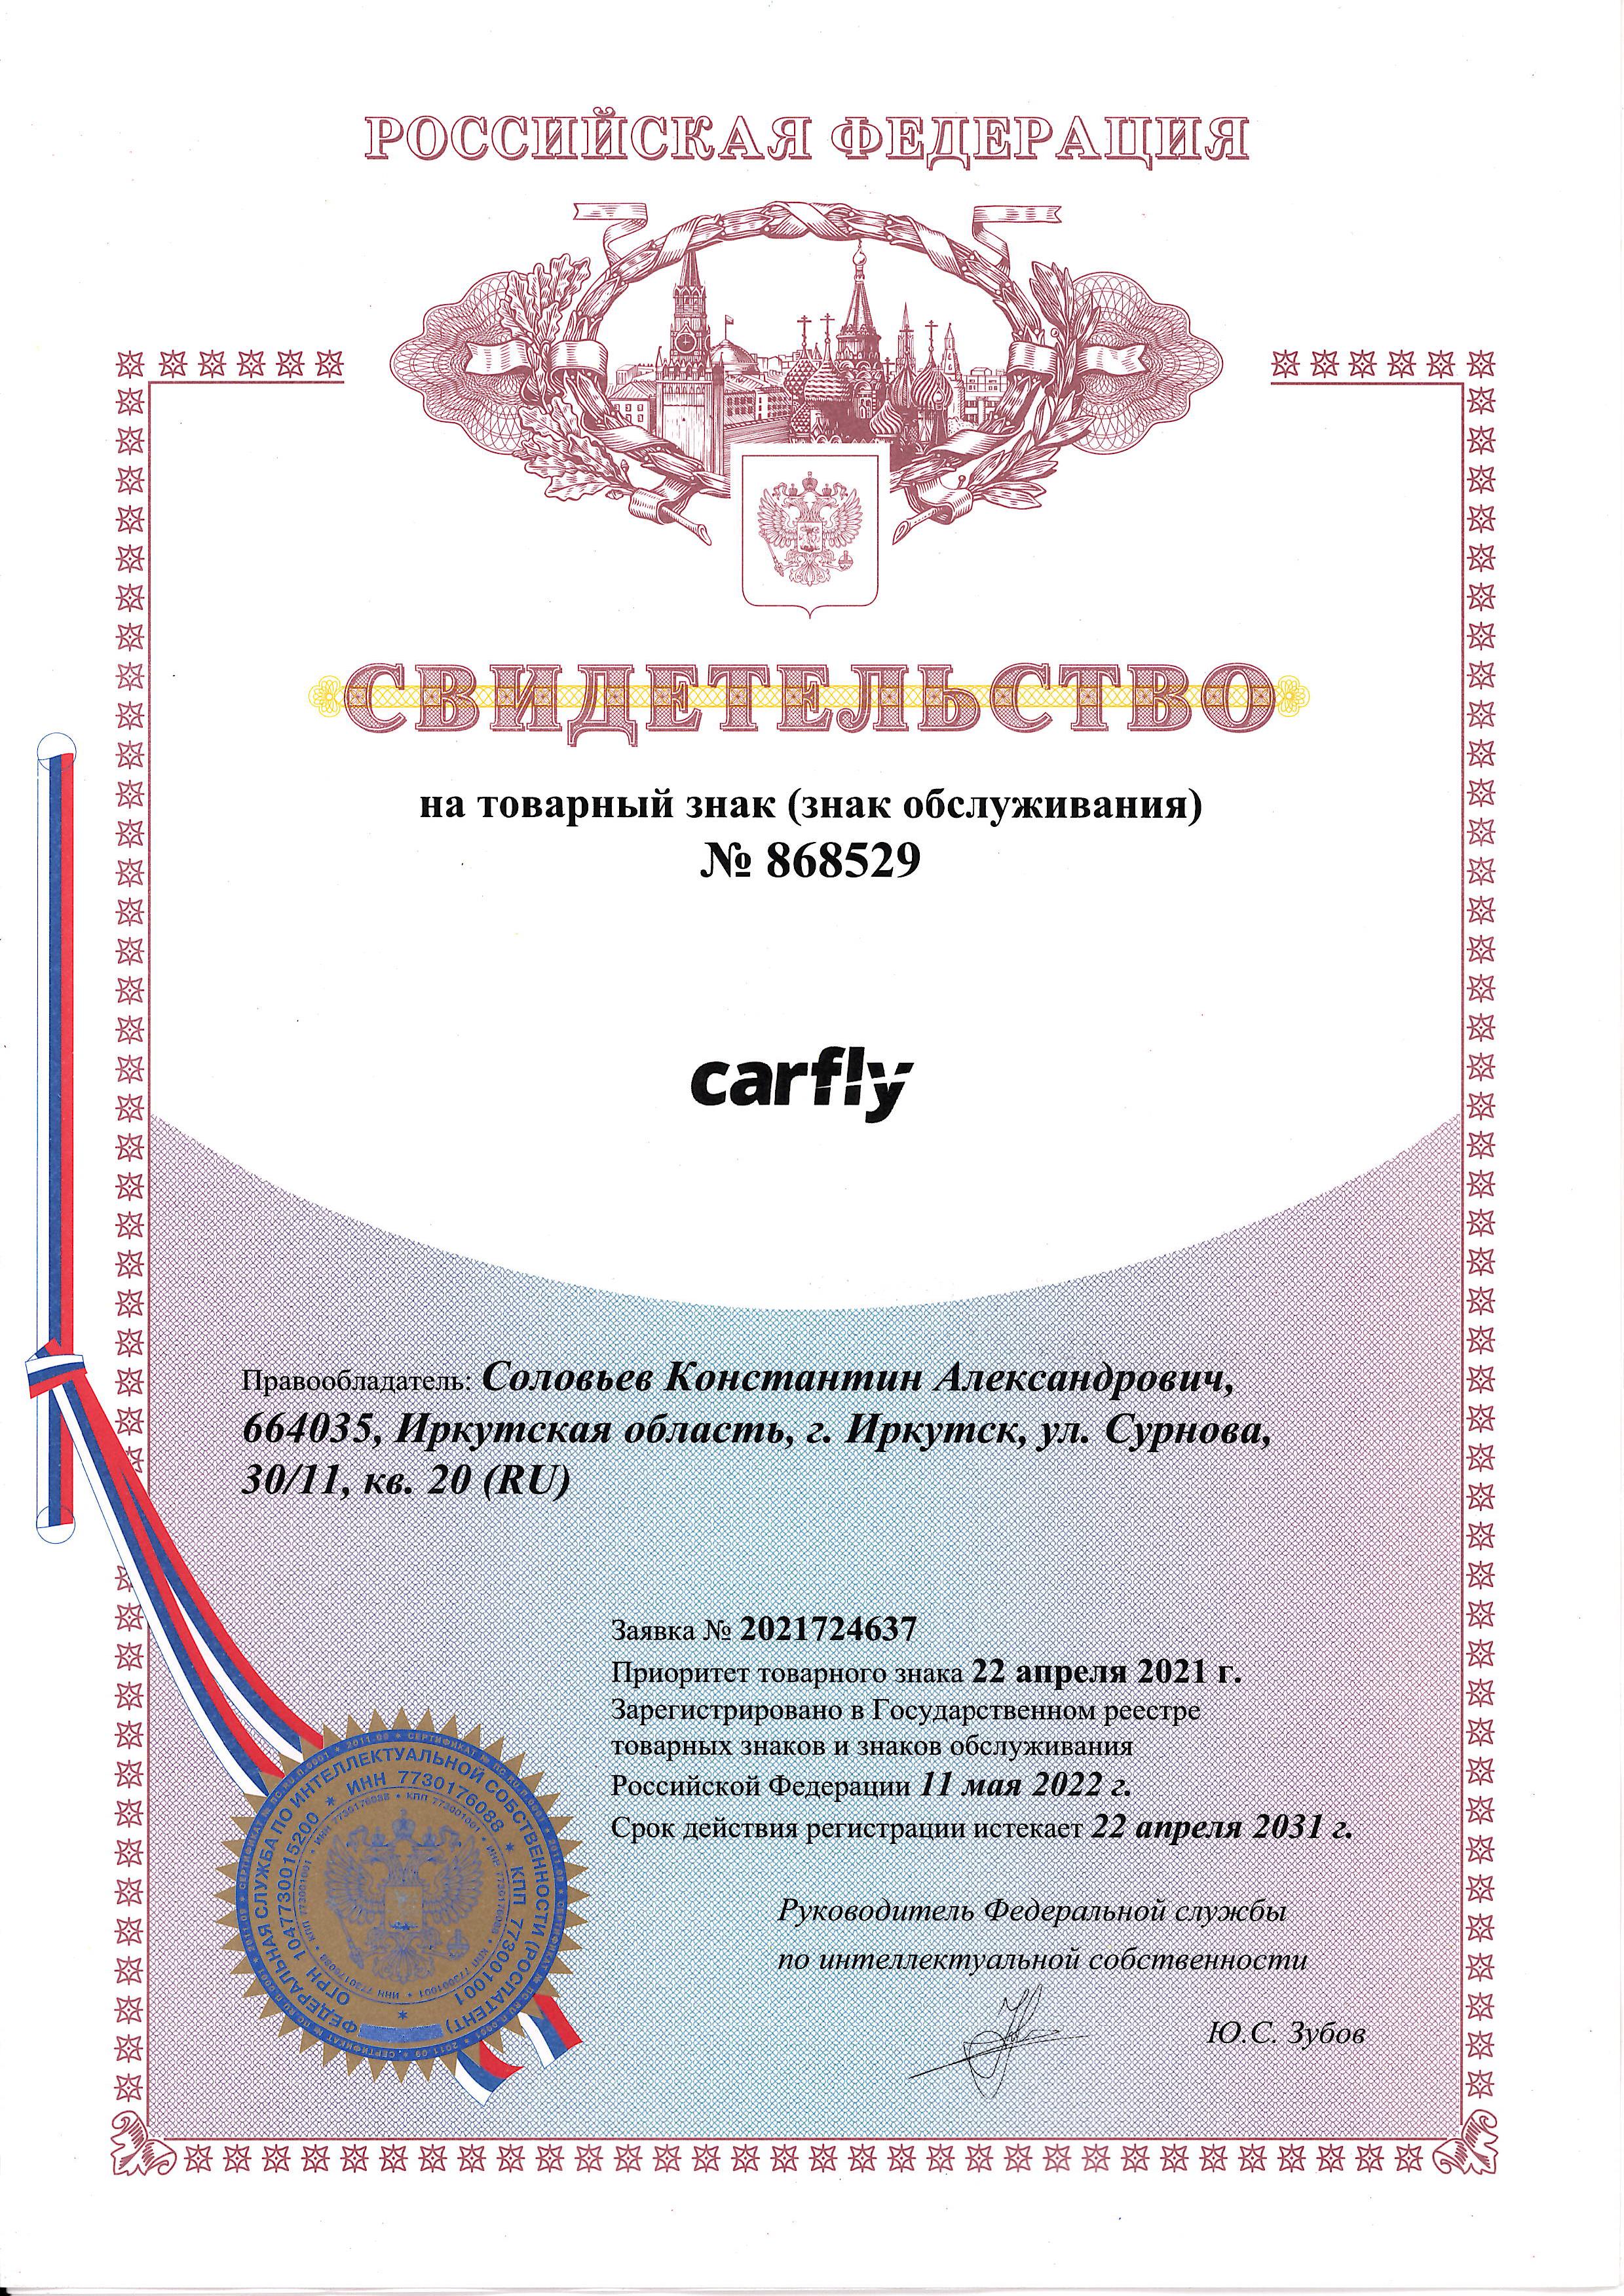 РОССИЙСКАЯ ФЕДЕРАЦИЯ
СВИДЕТЕЛЬСТВО
на товарный знак (знак обслуживания)
№ 868529
carfly
Правообладатель: Соловьев Константин Александрович,
664035, Иркутская область, г. Иркутск, ул. Сурнова,
30/11, кв. 20 (RU)
Заявка № 2021724637
Приоритет товарного знака 22 апреля 2021 г.
Зарегистрировано в Государственном реестре
товарных знаков и знаков обслуживания
Российской Федерации 11 мая 2022 г.
Срок действия регистрации истекает 22 апреля 2031 г.
Руководитель Федеральной службы
по интеллектуальной собственности
Ю.С. Зубов
ФЕДЕРАЛЬНАЯ СЛУЖБА ПО ИНТЕЛЛЕКТУАЛЬНОЙ СОБСТВЕННОСТИ (РОСПАТЕНТ)
ОГРН 1047730015200 * ИНН 7730176088 * КПП 773001001 *